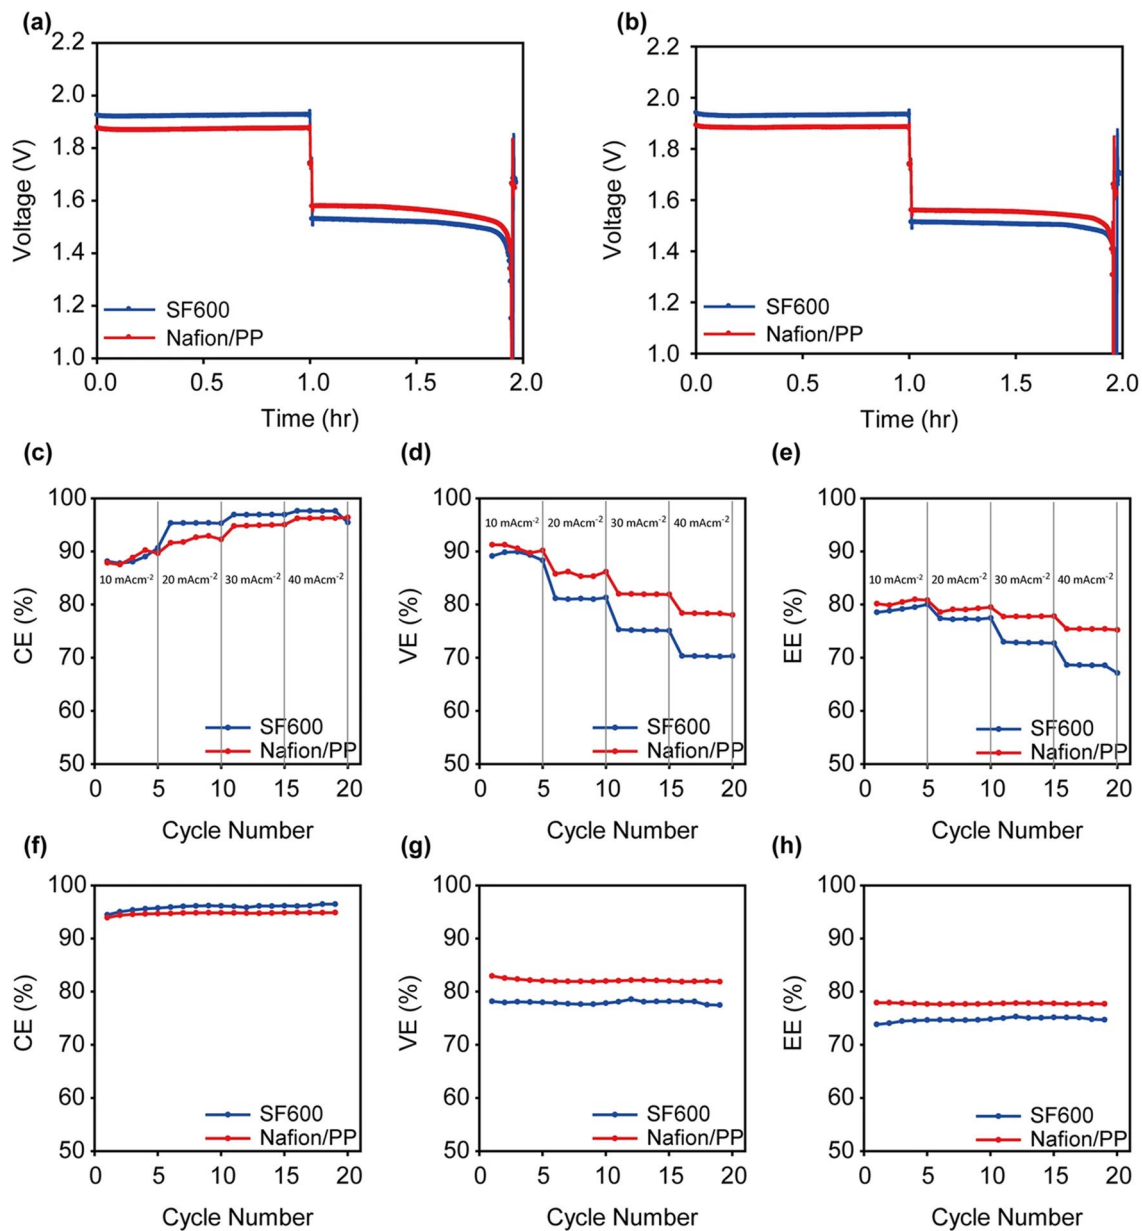 (a)
2.2
2.0
1.8
1.6
1.4
1.2
1.0
Voltage (V)
SF600
Nafion/PP
0.0 0.5 1.0 1.5 2.0
Time (hr)
(b)
2.2
2.0
1.8
1.6
1.4
1.2
1.0
Voltage (V)
SF600
Nafion/PP
0.0 0.5 1.0 1.5 2.0
Time (hr)
(c)
100
90
80
70
60
50
CE (%)
10 mAcm-2 20 mAcm-2 30 mAcm-2 40 mAcm-2
SF600
Nafion/PP
0 5 10 15 20
Cycle Number
(d)
100
90
80
70
60
50
VE (%)
10 mAcm-2 20 mAcm-2 30 mAcm-2 40 mAcm-2
SF600
Nafion/PP
0 5 10 15 20
Cycle Number
(e)
100
90
80
70
60
50
EE (%)
10 mAcm-2 20 mAcm-2 30 mAcm-2 40 mAcm-2
SF600
Nafion/PP
0 5 10 15 20
Cycle Number
(f)
100
90
80
70
60
50
CE (%)
SF600
Nafion/PP
0 5 10 15 20
Cycle Number
(g)
100
90
80
70
60
50
VE (%)
SF600
Nafion/PP
0 5 10 15 20
Cycle Number
(h)
100
90
80
70
60
50
EE (%)
SF600
Nafion/PP
0 5 10 15 20
Cycle Number